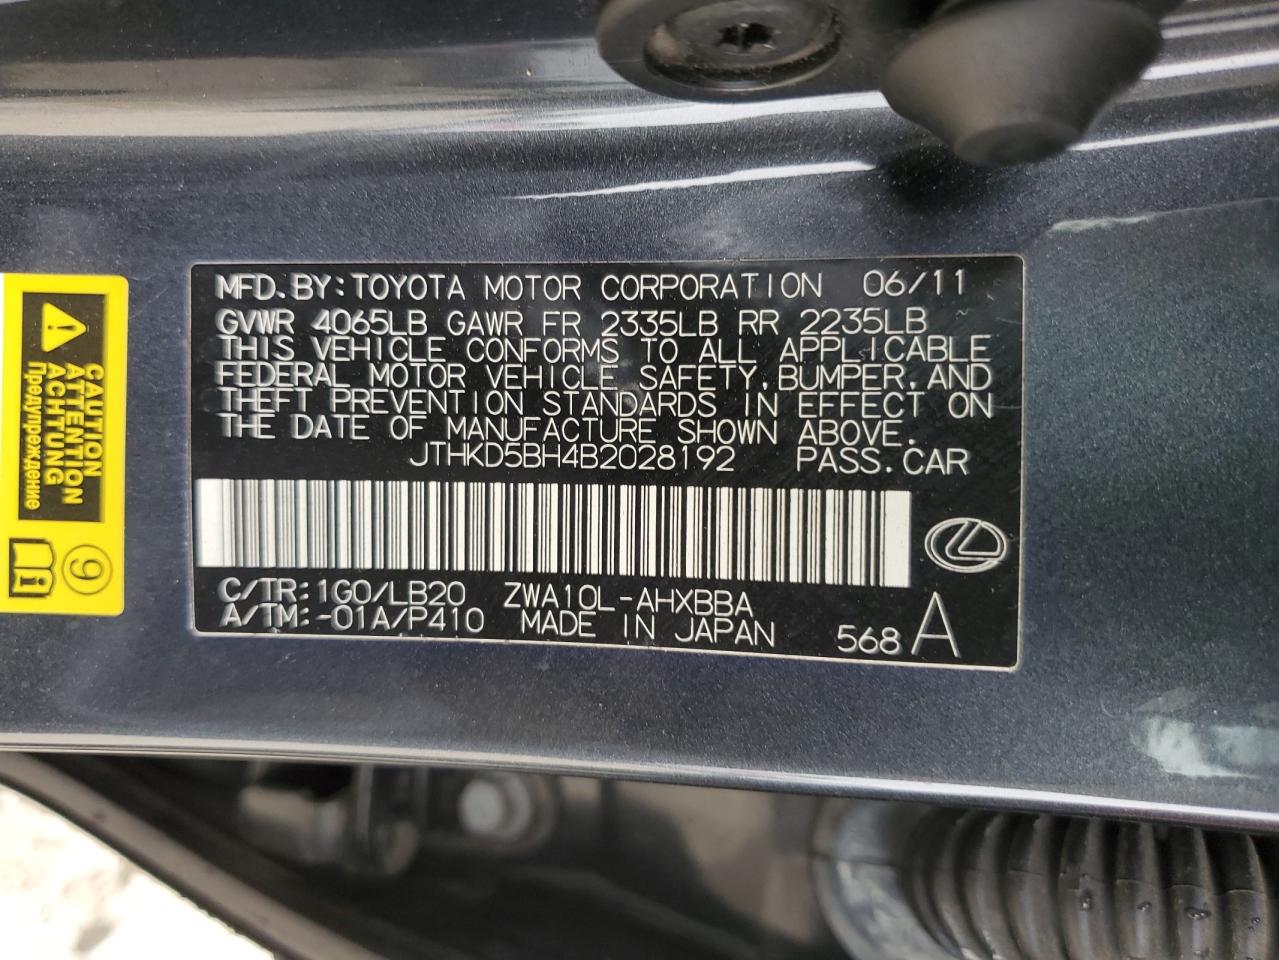 MFD.BY:TOYOTA MOTOR CORPORATION 06/11
GVWR 4065LB GAWR FR 2335LB RR 2235LB
THIS VEHICLE CONFORMS TO ALL APPLICABLE
FEDERAL MOTOR VEHICLE SAFETY,BUMPER,AND
THEFT PREVENTION STANDARDS IN EFFECT ON
THE DATE OF MANUFACTURE SHOWN ABOVE.
JTHKD5BH4B2028192 PASS.CAR
C/TR:1G0/LB20 ZWA10L-AHXBBA
A/TM:-01A/P410 MADE IN JAPAN 568 A
CAUTION
ATTENTION
ACHTUNG
Предупреждение
9